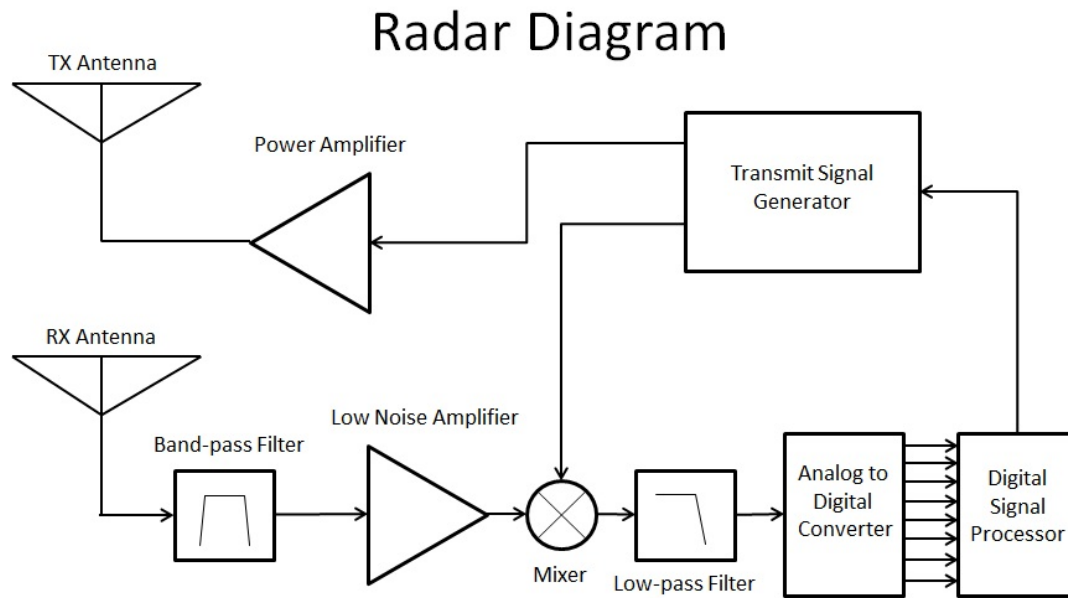 Radar Diagram
TX Antenna
Power Amplifier
Transmit Signal
Generator
RX Antenna
Low Noise Amplifier
Band-pass Filter
Mixer
Low-pass Filter
Analog to
Digital
Converter
Digital
Signal
Processor